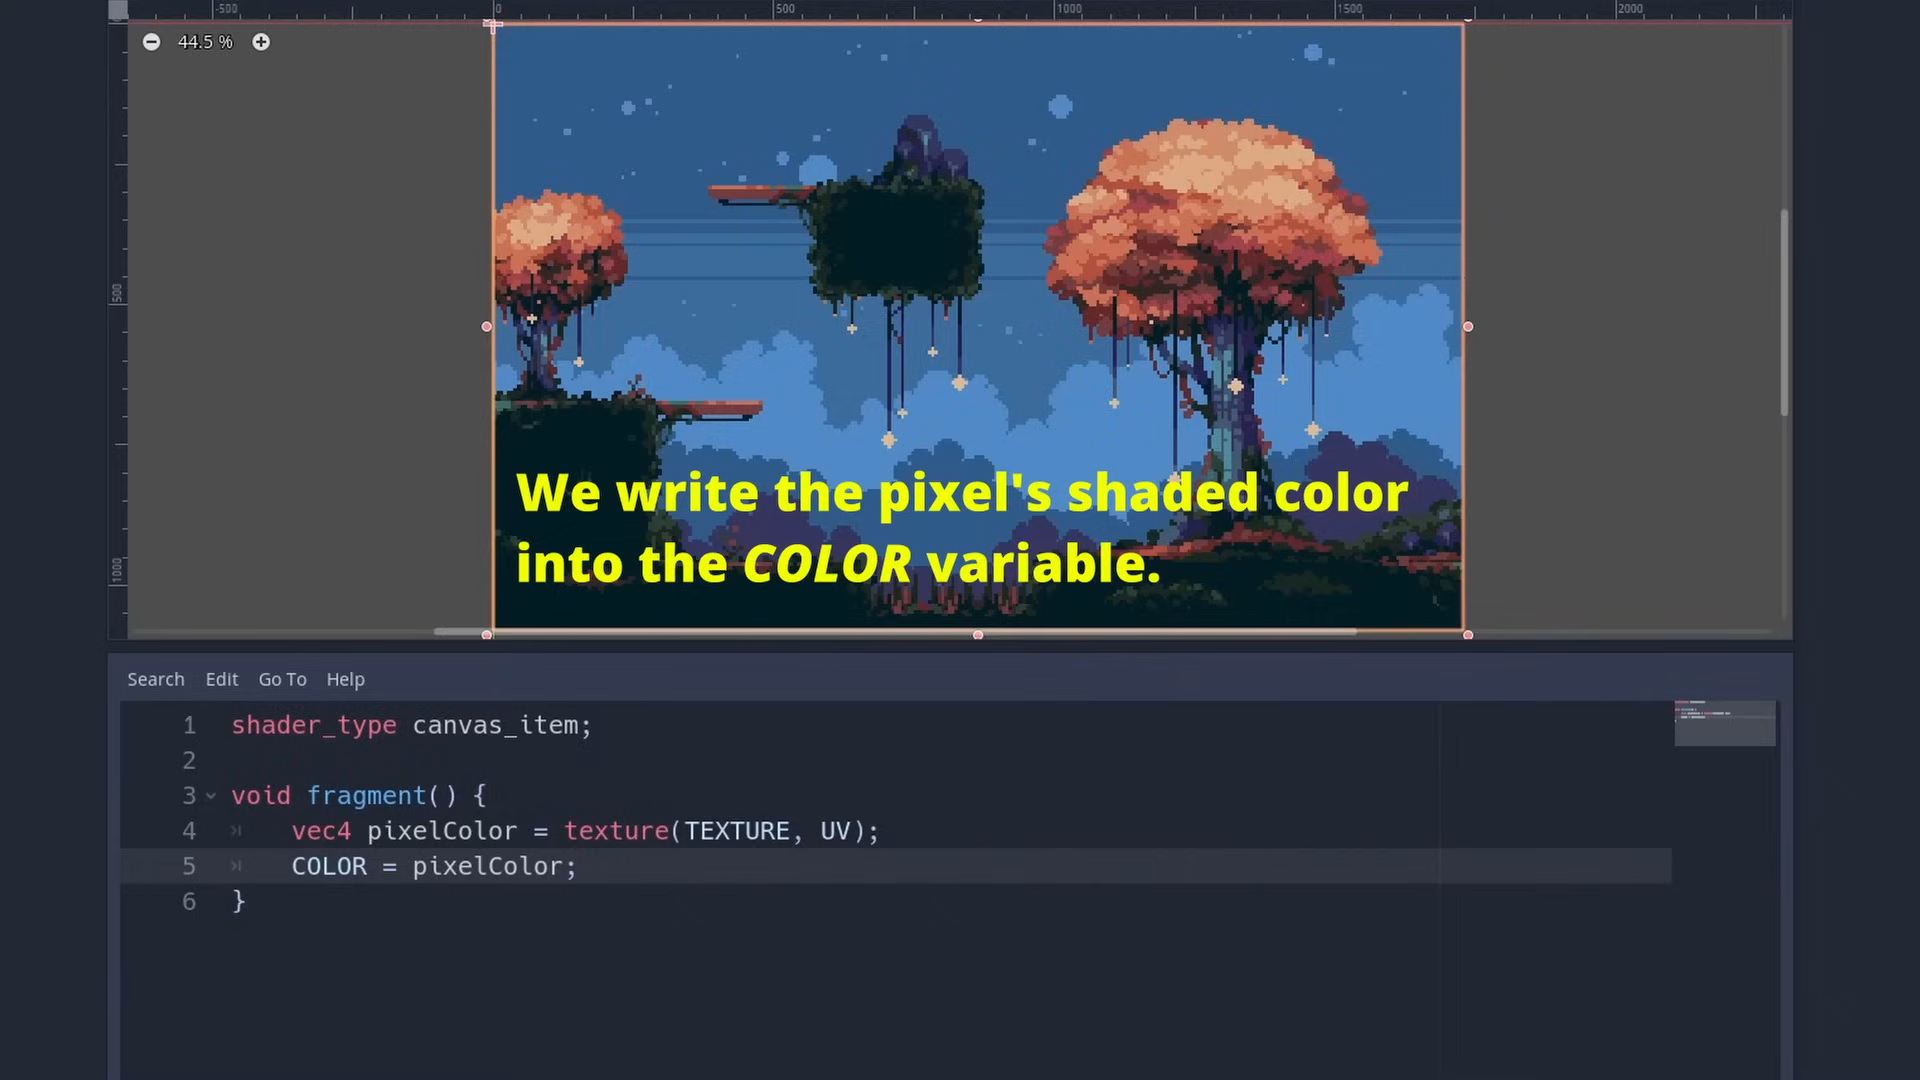 -500 0 500 1000 1500 2000
44.5 %
500
1000
We write the pixel's shaded color
into the COLOR variable.
Search Edit Go To Help
1 shader_type canvas_item;
2
3 void fragment() {
4 vec4 pixelColor = texture(TEXTURE, UV);
5 COLOR = pixelColor;
6 }